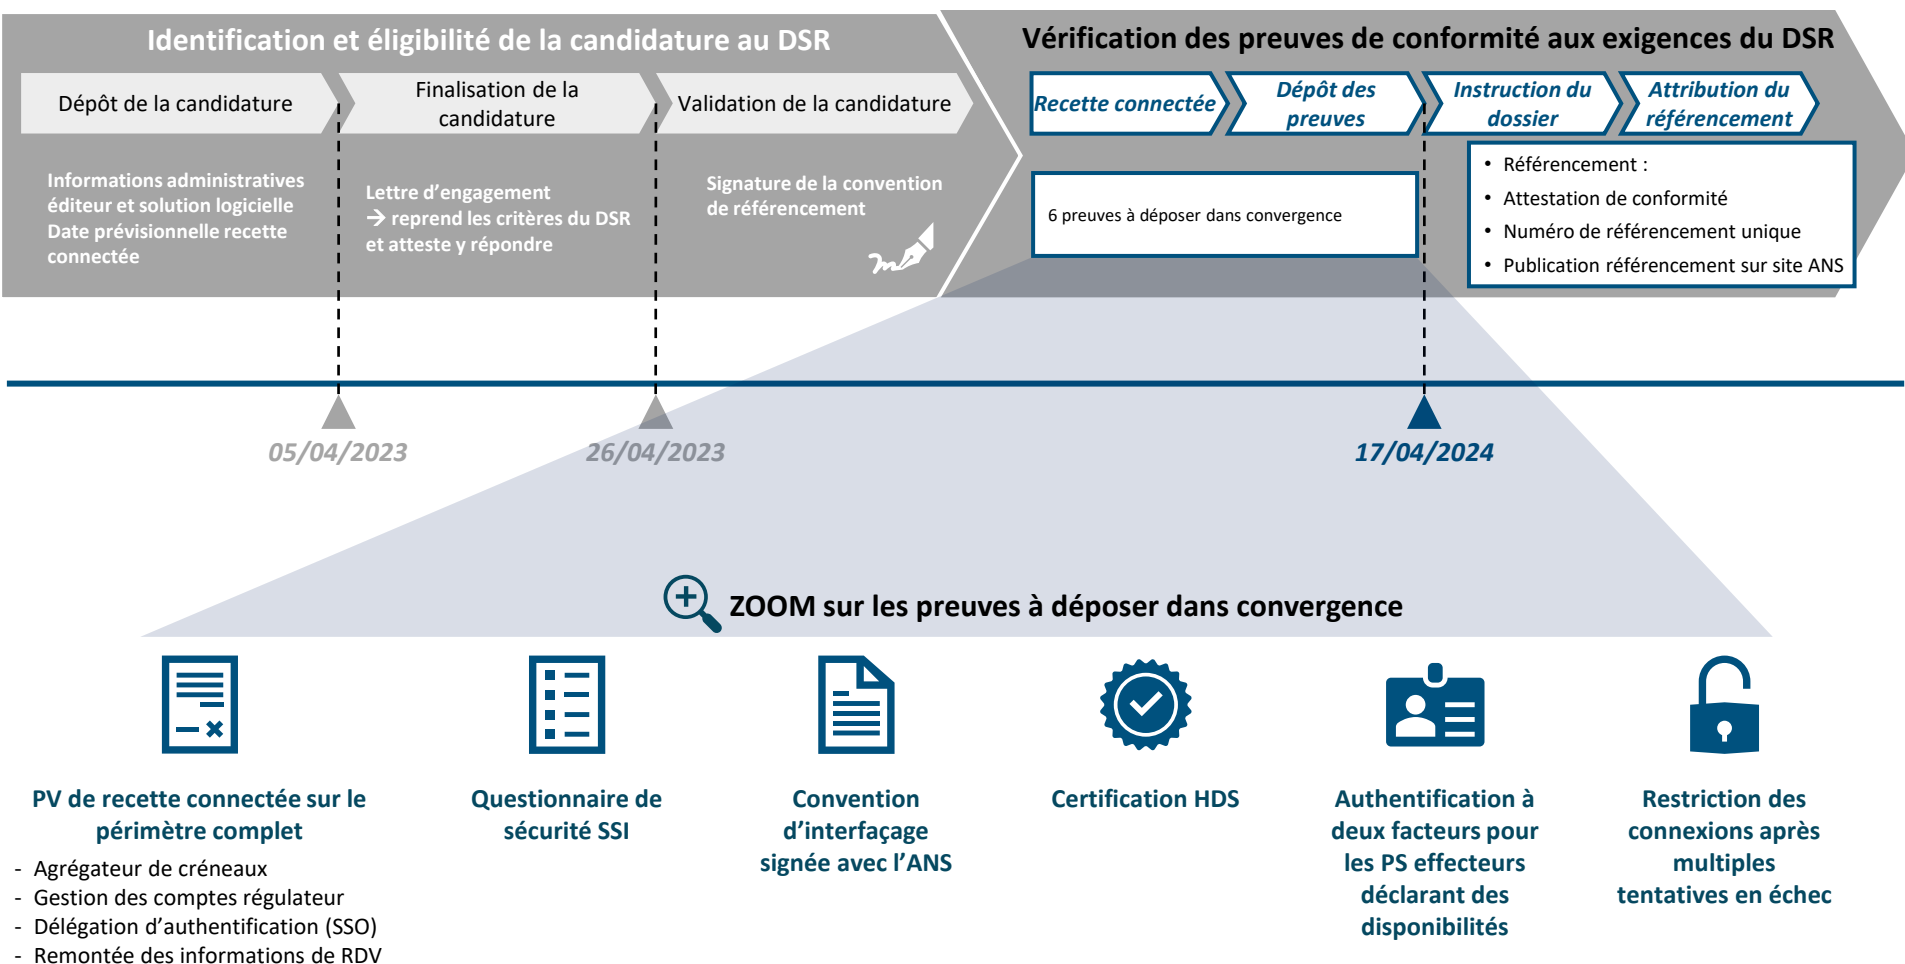 Identification et éligibilité de la candidature au DSR
Dépôt de la candidature
Finalisation de la
candidature
Validation de la candidature
Informations administratives
éditeur et solution logicielle
Date prévisionnelle recette
connectée
Lettre d’engagement
→ reprend les critères du DSR
et atteste y répondre
Signature de la convention
de référencement
Vérification des preuves de conformité aux exigences du DSR
Recette connectée
Dépôt des
preuves
Instruction du
dossier
Attribution du
référencement
6 preuves à déposer dans convergence
• Référencement :
• Attestation de conformité
• Numéro de référencement unique
• Publication référencement sur site ANS
05/04/2023
26/04/2023
17/04/2024
ZOOM sur les preuves à déposer dans convergence
PV de recette connectée sur le
périmètre complet
- Agrégateur de créneaux
- Gestion des comptes régulateur
- Délégation d’authentification (SSO)
- Remontée des informations de RDV
Questionnaire de
sécurité SSI
Convention
d’interfaçage
signée avec l’ANS
Certification HDS
Authentification à
deux facteurs pour
les PS effecteurs
déclarant des
disponibilités
Restriction des
connexions après
multiples
tentatives en échec